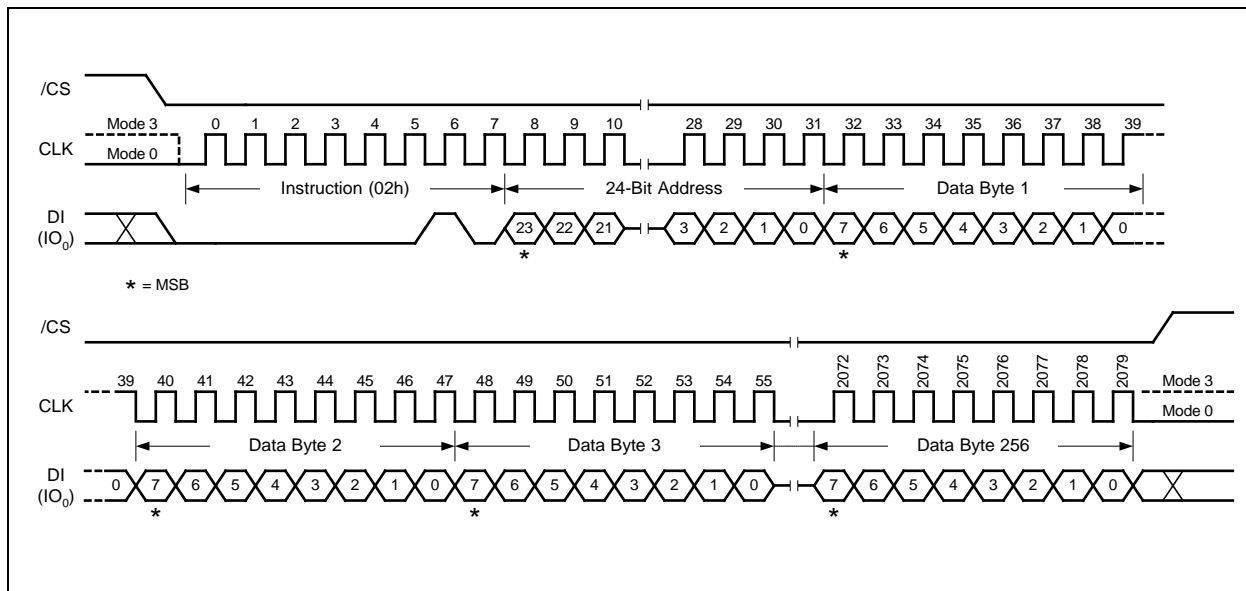 /CS
Mode 3 0 1 2 3 4 5 6 7 8 9 10 28 29 30 31 32 33 34 35 36 37 38 39
CLK
Mode 0
Instruction (02h) 24-Bit Address Data Byte 1
DI
(IO0) 23 22 21 3 2 1 0 7 6 5 4 3 2 1 0
* *
* = MSB
/CS
39 40 41 42 43 44 45 46 47 48 49 50 51 52 53 54 55 2072 2073 2074 2075 2076 2077 2078 2079
Mode 3
CLK
Mode 0
Data Byte 2 Data Byte 3 Data Byte 256
DI
(IO0) 0 7 6 5 4 3 2 1 0 7 6 5 4 3 2 1 0 7 6 5 4 3 2 1 0
* * *